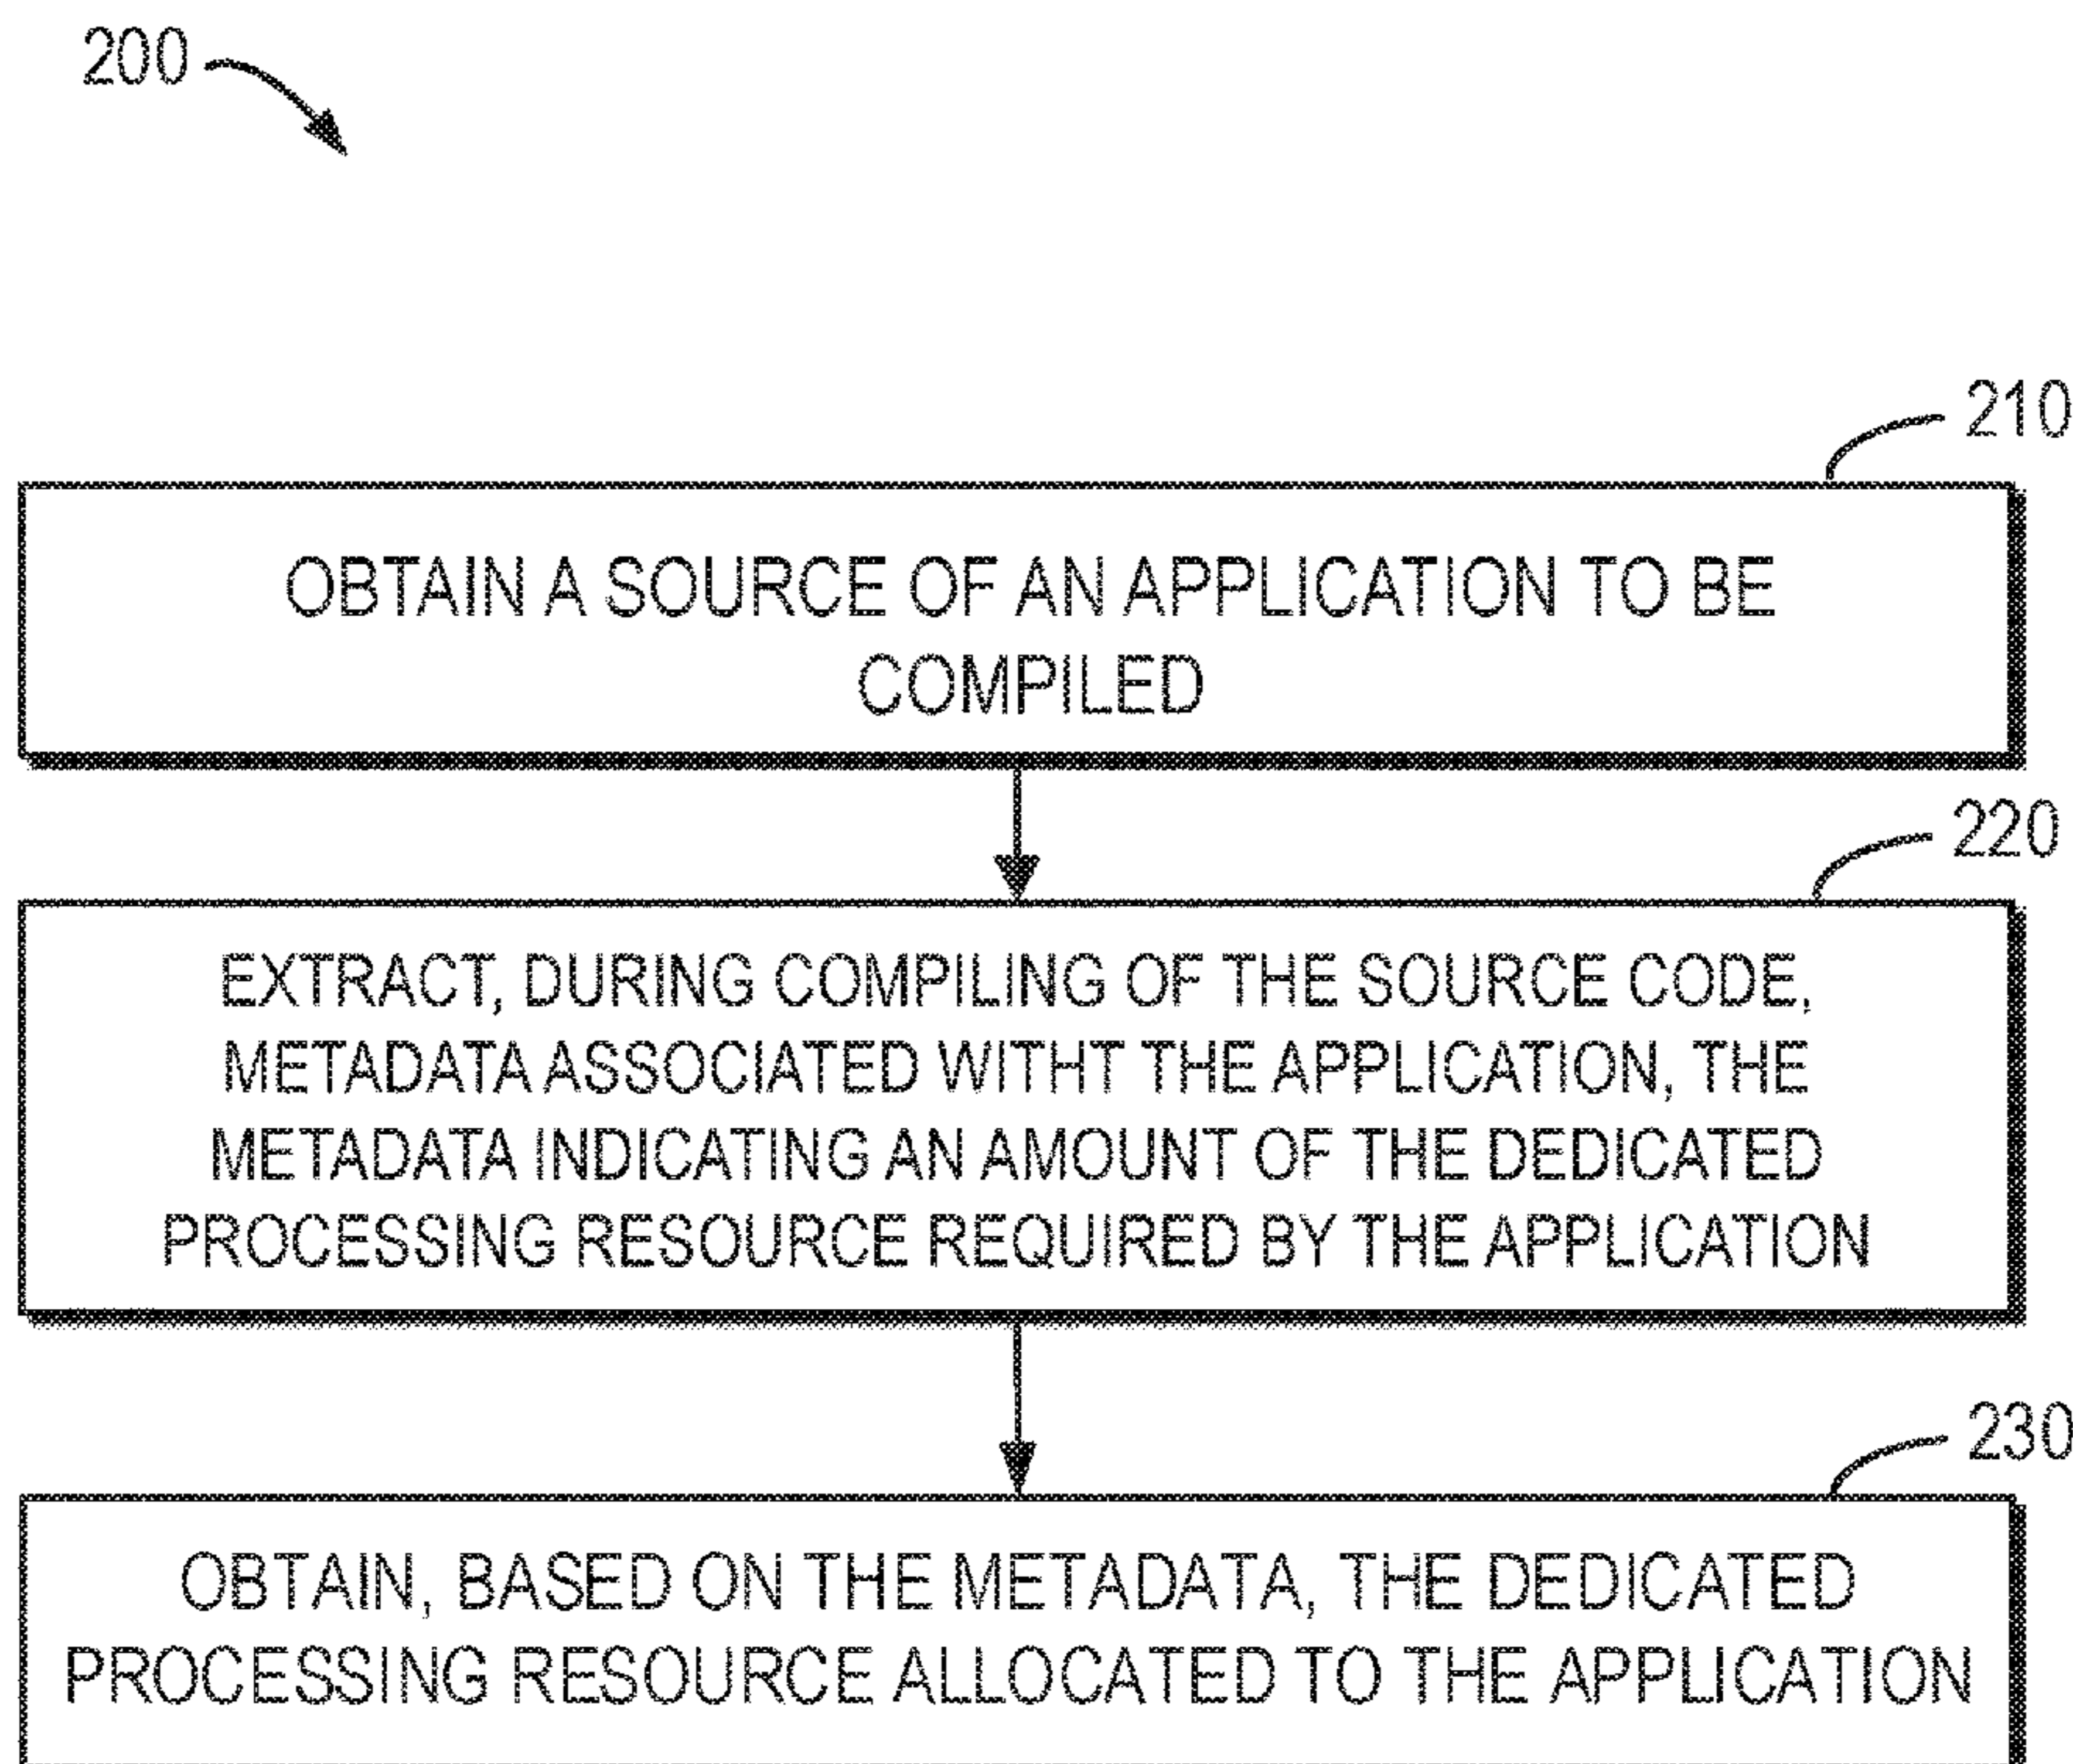 200
210
OBTAIN A SOURCE OF AN APPLICATION TO BE
COMPILED
220
EXTRACT, DURING COMPILING OF THE SOURCE CODE,
METADATA ASSOCIATED WITHT THE APPLICATION, THE
METADATA INDICATING AN AMOUNT OF THE DEDICATED
PROCESSING RESOURCE REQUIRED BY THE APPLICATION
230
OBTAIN, BASED ON THE METADATA, THE DEDICATED
PROCESSING RESOURCE ALLOCATED TO THE APPLICATION